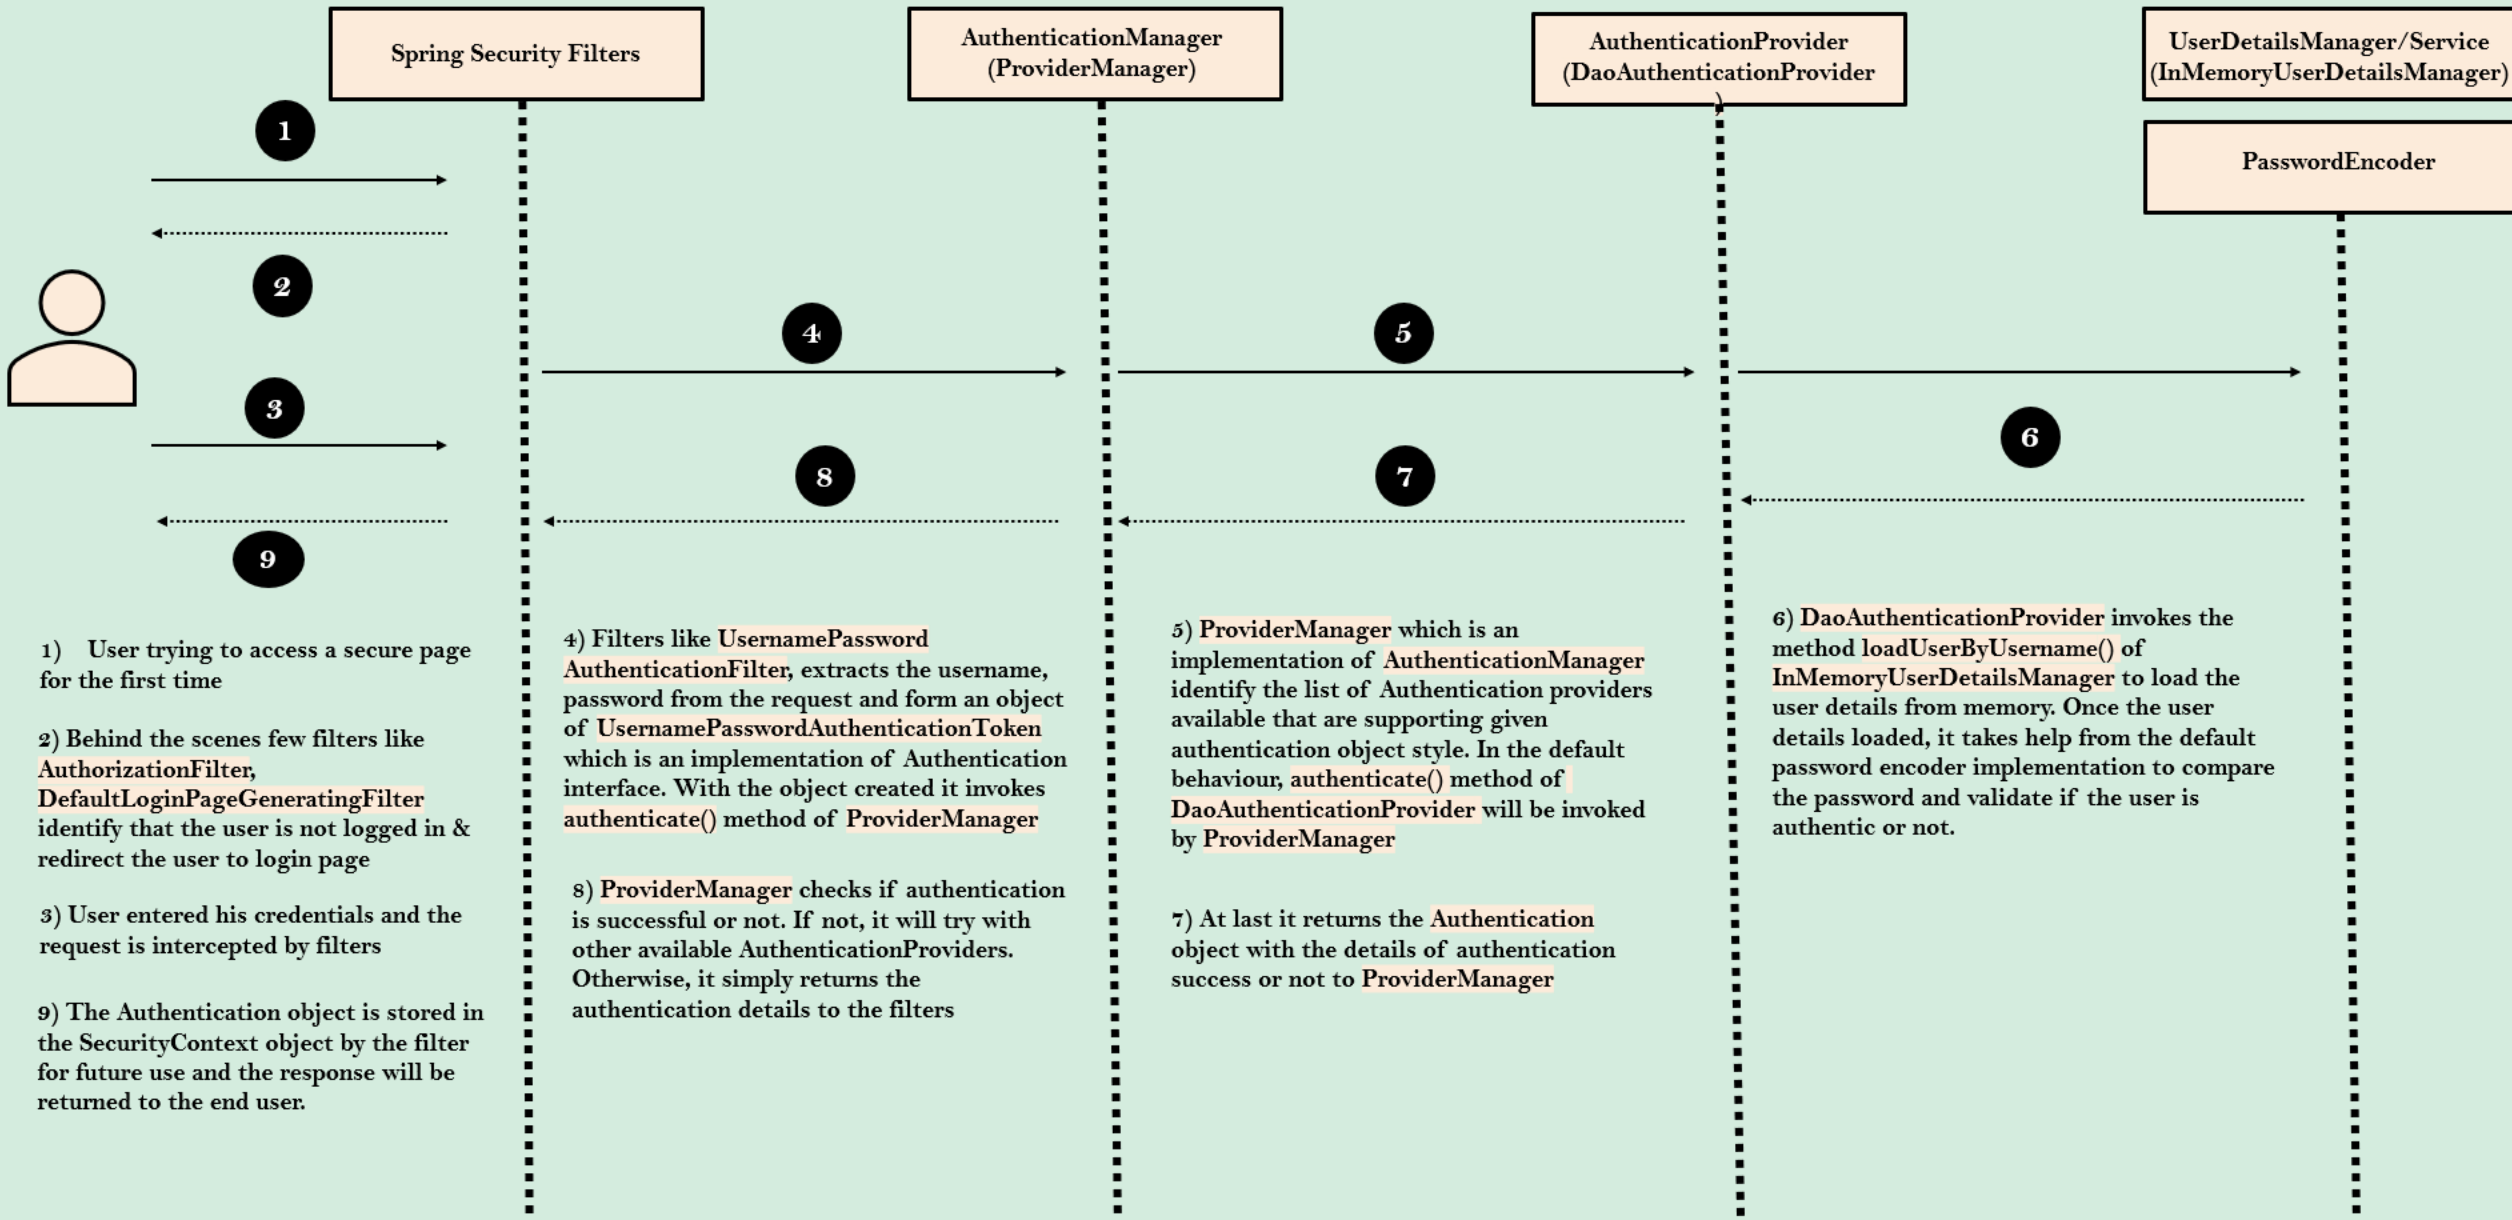 Spring Security Filters
AuthenticationManager
(ProviderManager)
AuthenticationProvider
(DaoAuthenticationProvider
)
UserDetailsManager/Service
(InMemoryUserDetailsManager)
PasswordEncoder
1
2
3
4
5
6
7
8
9
1) User trying to access a secure page
for the first time
2) Behind the scenes few filters like
AuthorizationFilter,
DefaultLoginPageGeneratingFilter
identify that the user is not logged in &
redirect the user to login page
3) User entered his credentials and the
request is intercepted by filters
9) The Authentication object is stored in
the SecurityContext object by the filter
for future use and the response will be
returned to the end user.
4) Filters like UsernamePassword
AuthenticationFilter, extracts the username,
password from the request and form an object
of UsernamePasswordAuthenticationToken
which is an implementation of Authentication
interface. With the object created it invokes
authenticate() method of ProviderManager
8) ProviderManager checks if authentication
is successful or not. If not, it will try with
other available AuthenticationProviders.
Otherwise, it simply returns the
authentication details to the filters
5) ProviderManager which is an
implementation of AuthenticationManager
identify the list of Authentication providers
available that are supporting given
authentication object style. In the default
behaviour, authenticate() method of
DaoAuthenticationProvider will be invoked
by ProviderManager
7) At last it returns the Authentication
object with the details of authentication
success or not to ProviderManager
6) DaoAuthenticationProvider invokes the
method loadUserByUsername() of
InMemoryUserDetailsManager to load the
user details from memory. Once the user
details loaded, it takes help from the default
password encoder implementation to compare
the password and validate if the user is
authentic or not.